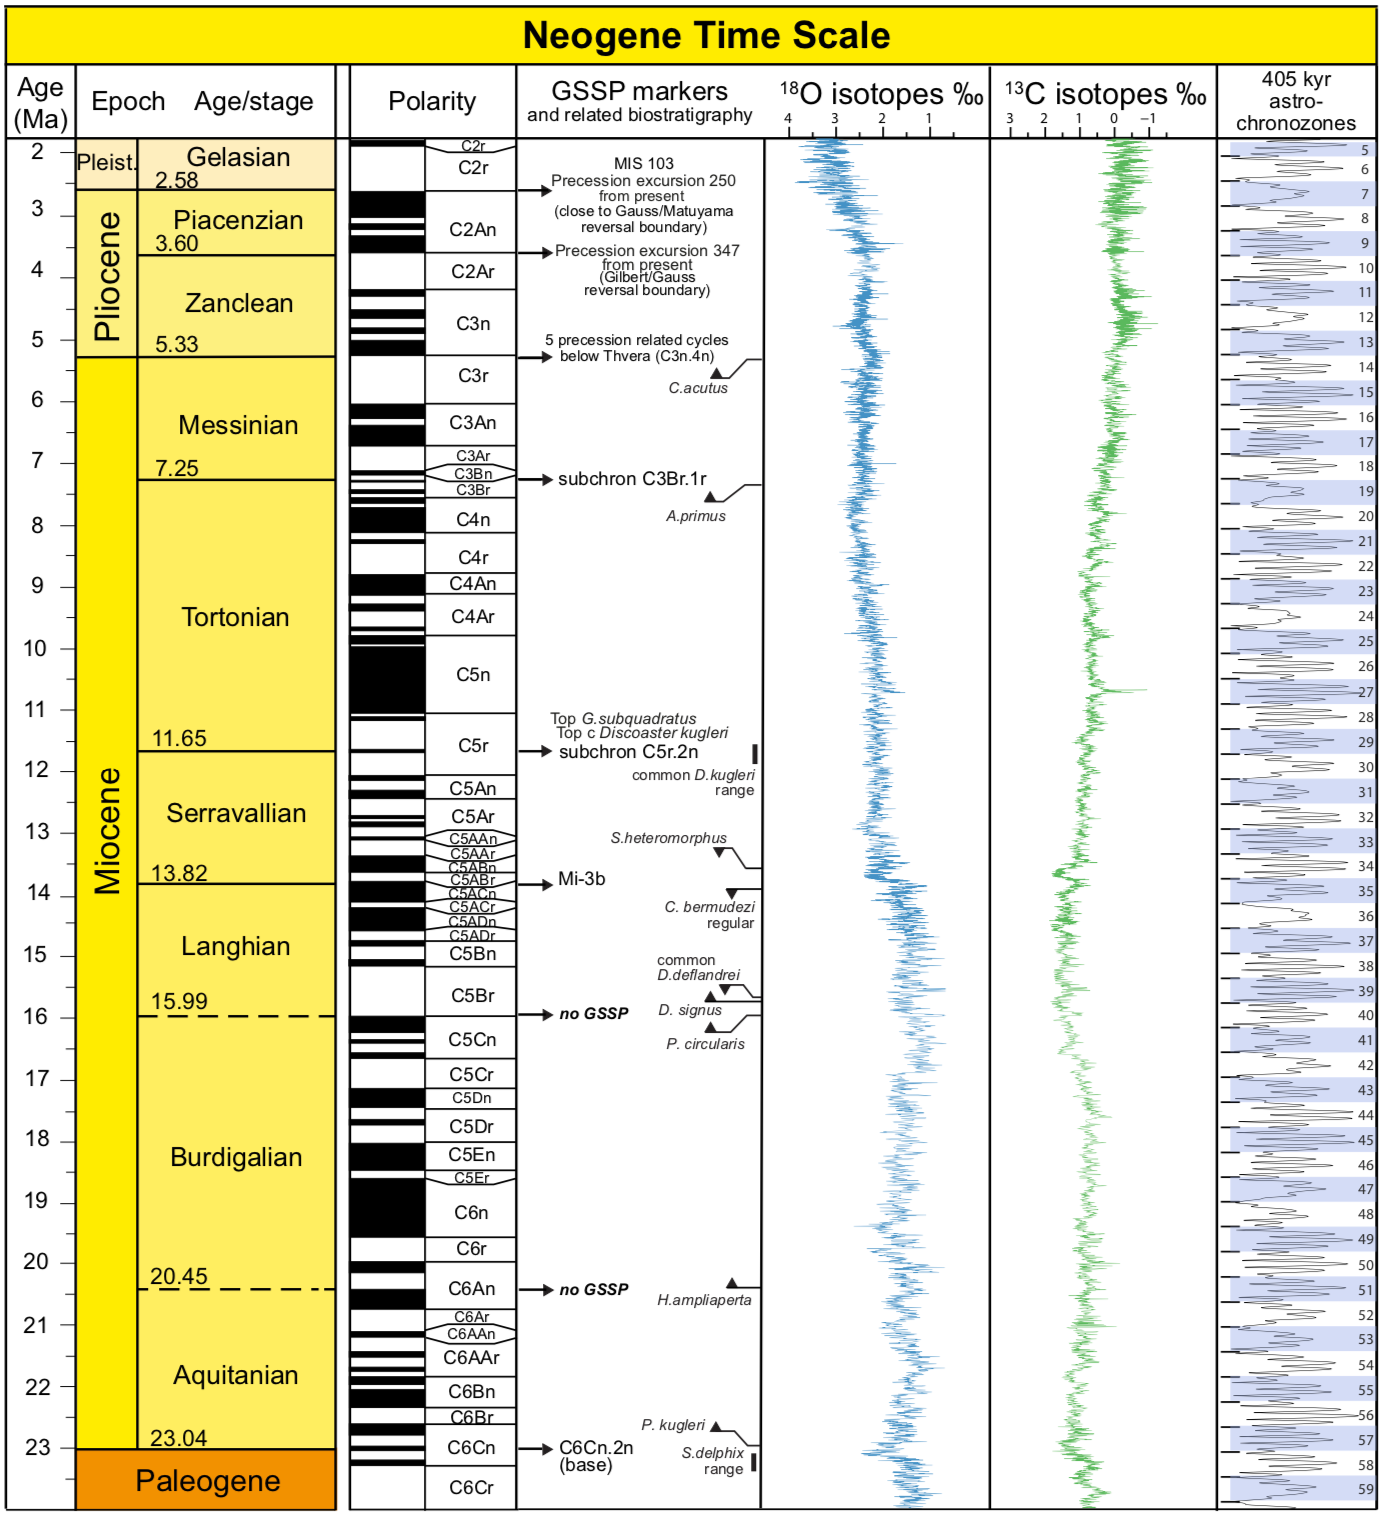 Neogene Time Scale
Age
(Ma)
Epoch
Age/stage
Polarity
GSSP markers
and related biostratigraphy
18O isotopes ‰
4 3 2 1
13C isotopes ‰
3 2 1 0 −1
405 kyr
astro-
chronozones
2
3
4
5
6
7
8
9
10
11
12
13
14
15
16
17
18
19
20
21
22
23
Pleist.
Pliocene
Miocene
Gelasian
2.58
Piacenzian
3.60
Zanclean
5.33
Messinian
7.25
Tortonian
11.65
Serravallian
13.82
Langhian
15.99
Burdigalian
20.45
Aquitanian
23.04
Paleogene
C2r
C2r
C2An
C2Ar
C3n
C3r
C3An
C3Ar
C3Bn
C3Br
C4n
C4r
C4An
C4Ar
C5n
C5r
C5An
C5Ar
C5AAn
C5AAr
C5ABn
C5ABr
C5ACn
C5ACr
C5ADn
C5ADr
C5Bn
C5Br
C5Cn
C5Cr
C5Dn
C5Dr
C5En
C5Er
C6n
C6r
C6An
C6Ar
C6AAn
C6AAr
C6Bn
C6Br
C6Cn
C6Cr
MIS 103
Precession excursion 250
from present
(close to Gauss/Matuyama
reversal boundary)
Precession excursion 347
from present
(Gilbert/Gauss
reversal boundary)
5 precession related cycles
below Thvera (C3n.4n)
C.acutus
subchron C3Br.1r
A.primus
Top G.subquadratus
Top c Discoaster kugleri
subchron C5r.2n
common D.kugleri
range
S.heteromorphus
Mi-3b
C. bermudezi
regular
common
D.deflandrei
no GSSP
D. signus
P. circularis
no GSSP
H.ampliaperta
P. kugleri
C6Cn.2n
(base)
S.delphix
range
5
6
7
8
9
10
11
12
13
14
15
16
17
18
19
20
21
22
23
24
25
26
27
28
29
30
31
32
33
34
35
36
37
38
39
40
41
42
43
44
45
46
47
48
49
50
51
52
53
54
55
56
57
58
59